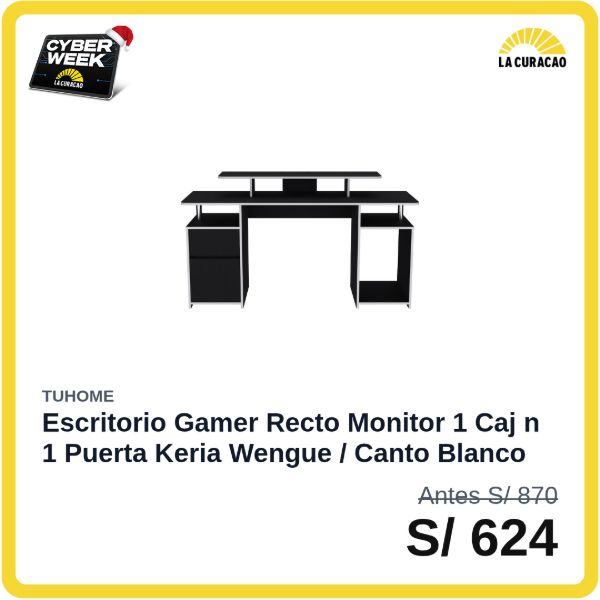 CYBER
WEEK
LA CURACAO
LA CURACAO
TUHOME
Escritorio Gamer Recto Monitor 1 Caj n
1 Puerta Keria Wengue / Canto Blanco
Antes S/ 870
S/ 624